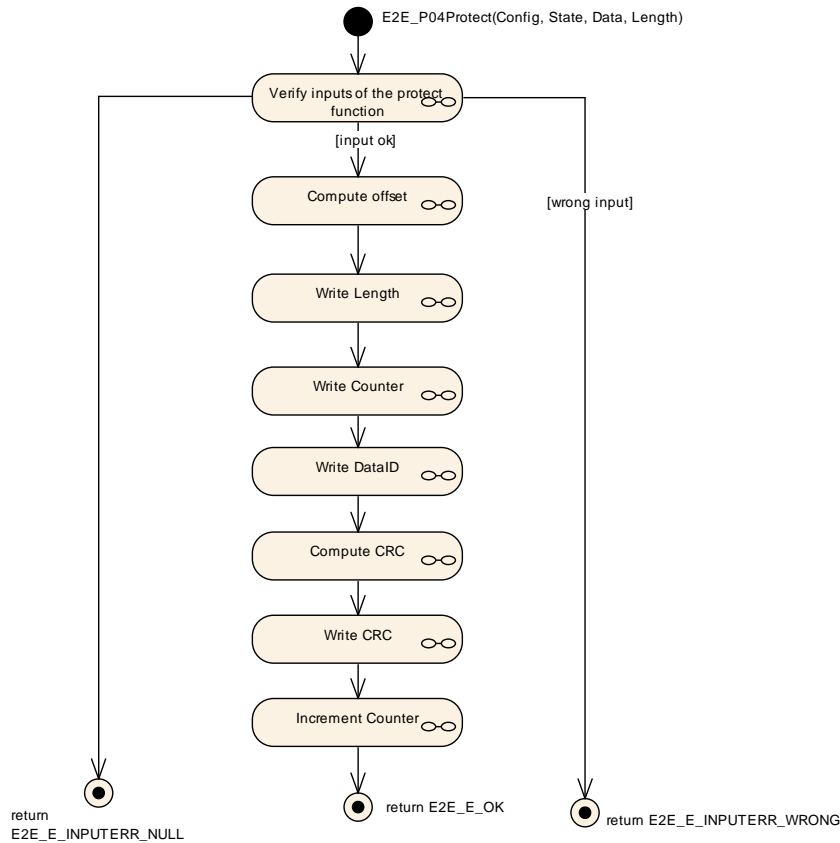 E2E_P04Protect(Config, State, Data, Length)
Verify inputs of the protect
function
[input ok]
Compute offset
[wrong input]
Write Length
Write Counter
Write DataID
Compute CRC
Write CRC
Increment Counter
return
E2E_E_INPUTERR_NULL
return E2E_E_OK
return E2E_E_INPUTERR_WRONG